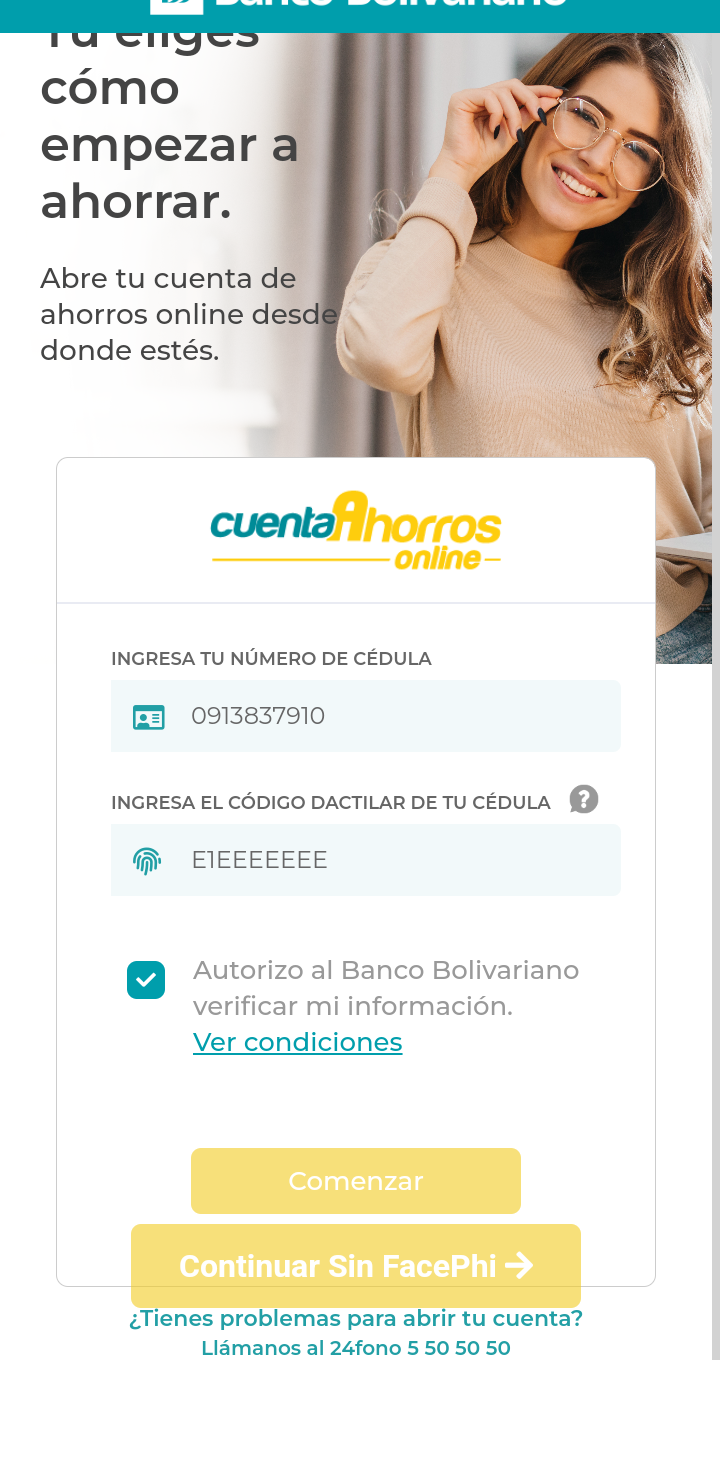 Banco Bolivariano
Tú eliges
cómo
empezar a
ahorrar.
Abre tu cuenta de
ahorros online desde
donde estés.
cuentaAhorros
online
INGRESA TU NÚMERO DE CÉDULA
0913837910
INGRESA EL CÓDIGO DACTILAR DE TU CÉDULA ?
E1EEEEEEE
Autorizo al Banco Bolivariano
verificar mi información.
Ver condiciones
Comenzar
Continuar Sin FacePhi →
¿Tienes problemas para abrir tu cuenta?
Llámanos al 24fono 5 50 50 50